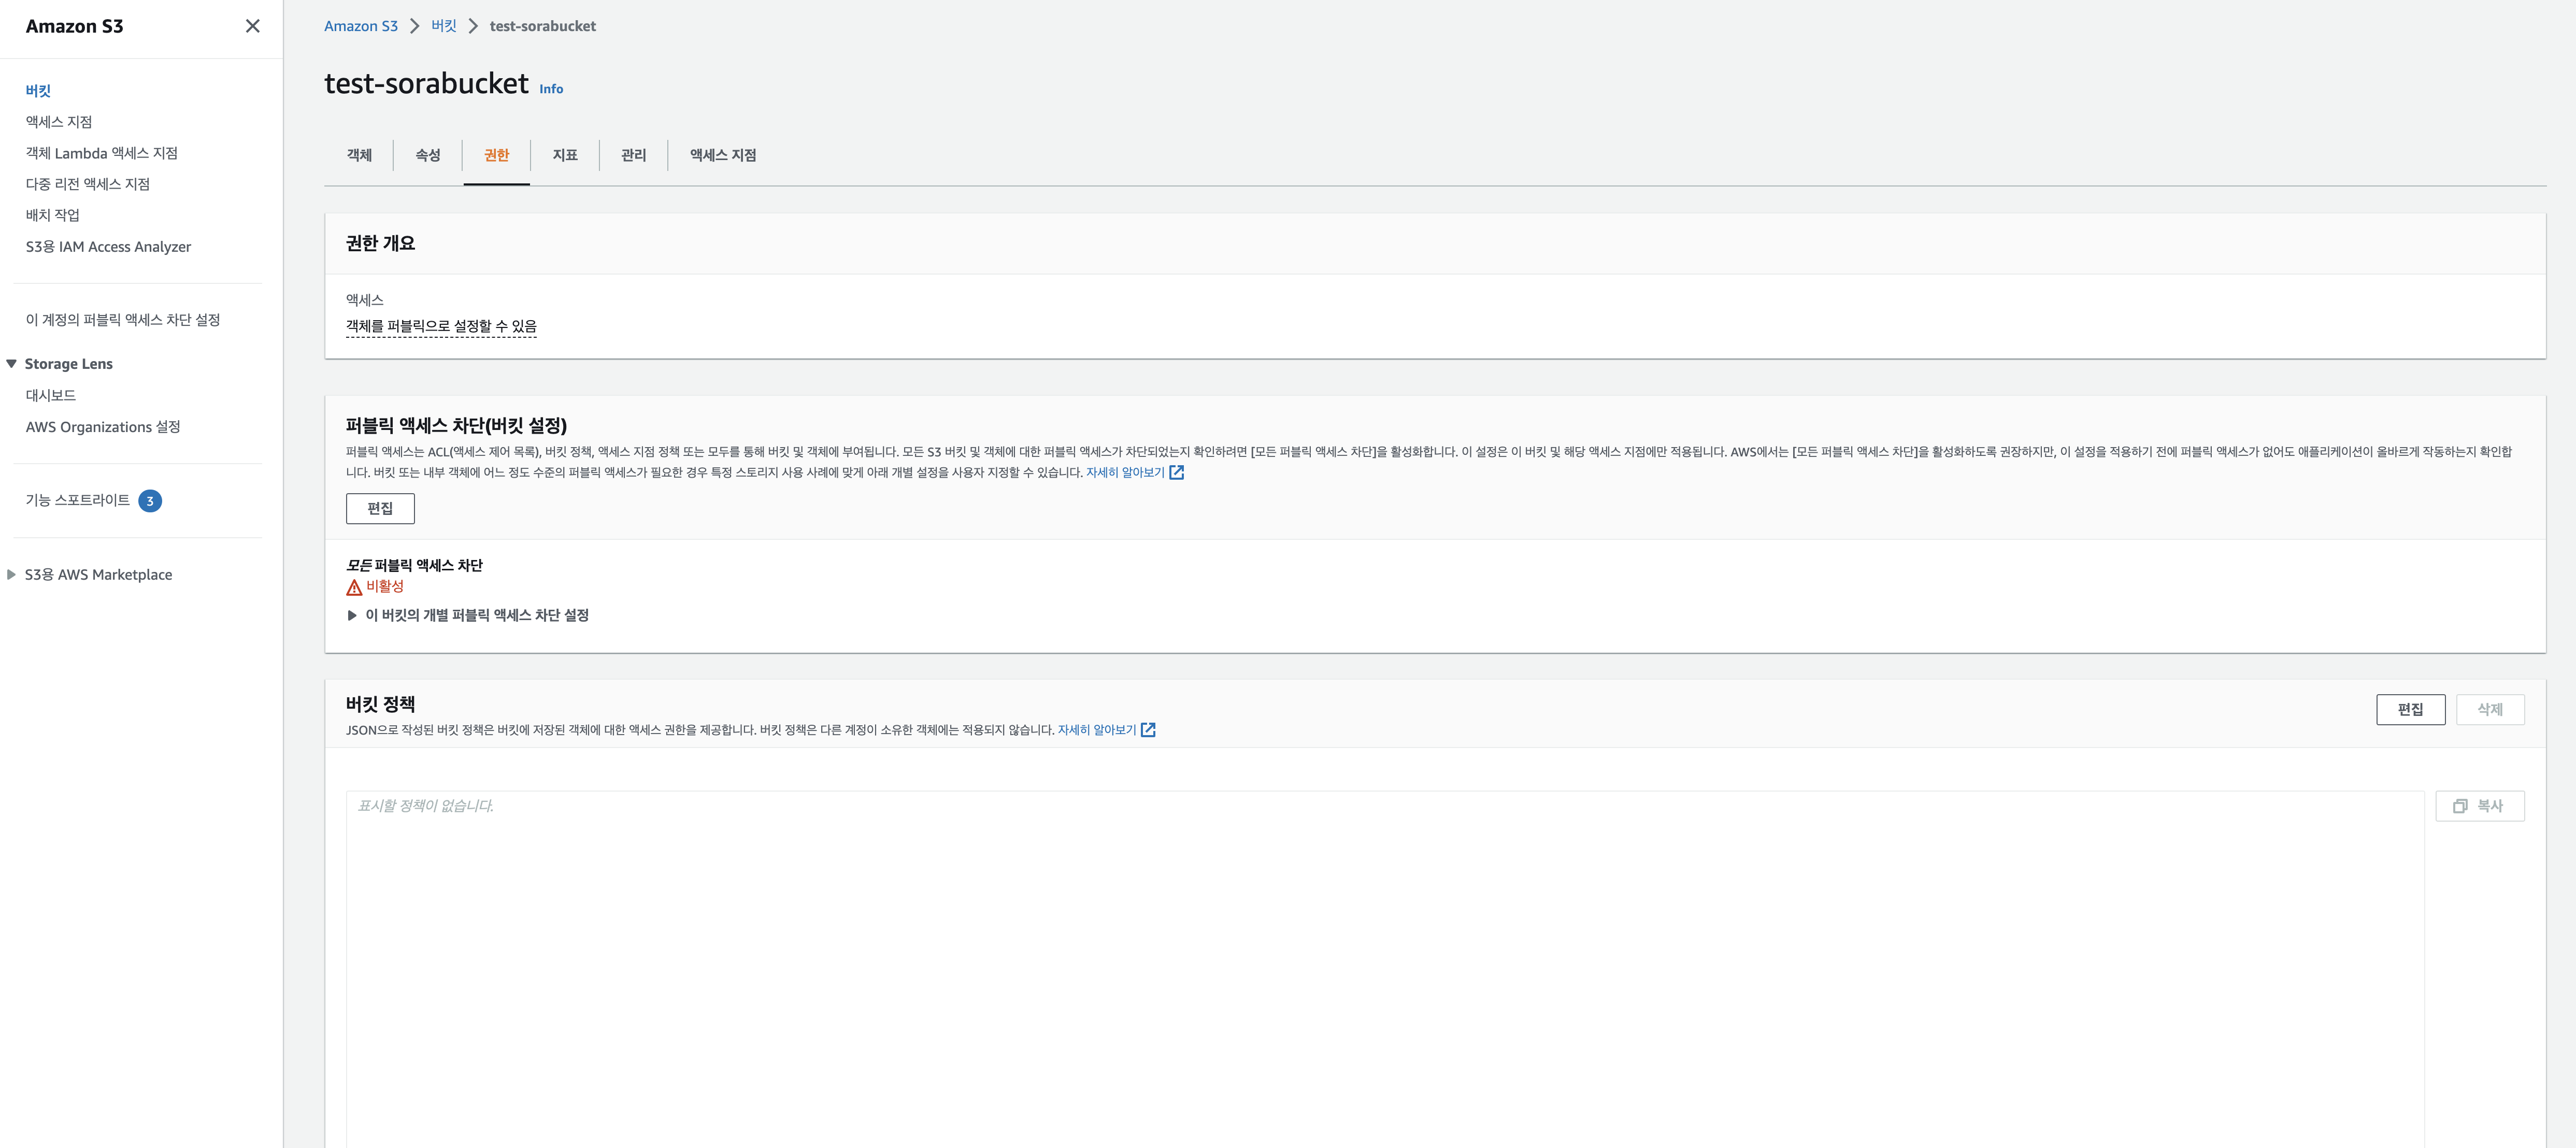 Amazon S3
버킷
액세스 지점
객체 Lambda 액세스 지점
다중 리전 액세스 지점
배치 작업
S3용 IAM Access Analyzer
이 계정의 퍼블릭 액세스 차단 설정
Storage Lens
대시보드
AWS Organizations 설정
기능 스포트라이트 3
S3용 AWS Marketplace
Amazon S3 버킷 test-sorabucket
test-sorabucket Info
객체 속성 권한 지표 관리 액세스 지점
권한 개요
액세스
객체를 퍼블릭으로 설정할 수 있음
퍼블릭 액세스 차단(버킷 설정)
퍼블릭 액세스는 ACL(액세스 제어 목록), 버킷 정책, 액세스 지점 정책 또는 모두를 통해 버킷 및 객체에 부여됩니다. 모든 S3 버킷 및 객체에 대한 퍼블릭 액세스가 차단되었는지 확인하려면 [모든 퍼블릭 액세스 차단]을 활성화합니다. 이 설정은 이 버킷 및 해당 액세스 지점에만 적용됩니다. AWS에서는 [모든 퍼블릭 액세스 차단]을 활성화하도록 권장하지만, 이 설정을 적용하기 전에 퍼블릭 액세스가 없어도 애플리케이션이 올바르게 작동하는지 확인합
니다. 버킷 또는 내부 객체에 어느 정도 수준의 퍼블릭 액세스가 필요한 경우 특정 스토리지 사용 사례에 맞게 아래 개별 설정을 사용자 지정할 수 있습니다. 자세히 알아보기
편집
모든 퍼블릭 액세스 차단
비활성
이 버킷의 개별 퍼블릭 액세스 차단 설정
버킷 정책
편집 삭제
JSON으로 작성된 버킷 정책은 버킷에 저장된 객체에 대한 액세스 권한을 제공합니다. 버킷 정책은 다른 계정이 소유한 객체에는 적용되지 않습니다. 자세히 알아보기
표시할 정책이 없습니다.
복사